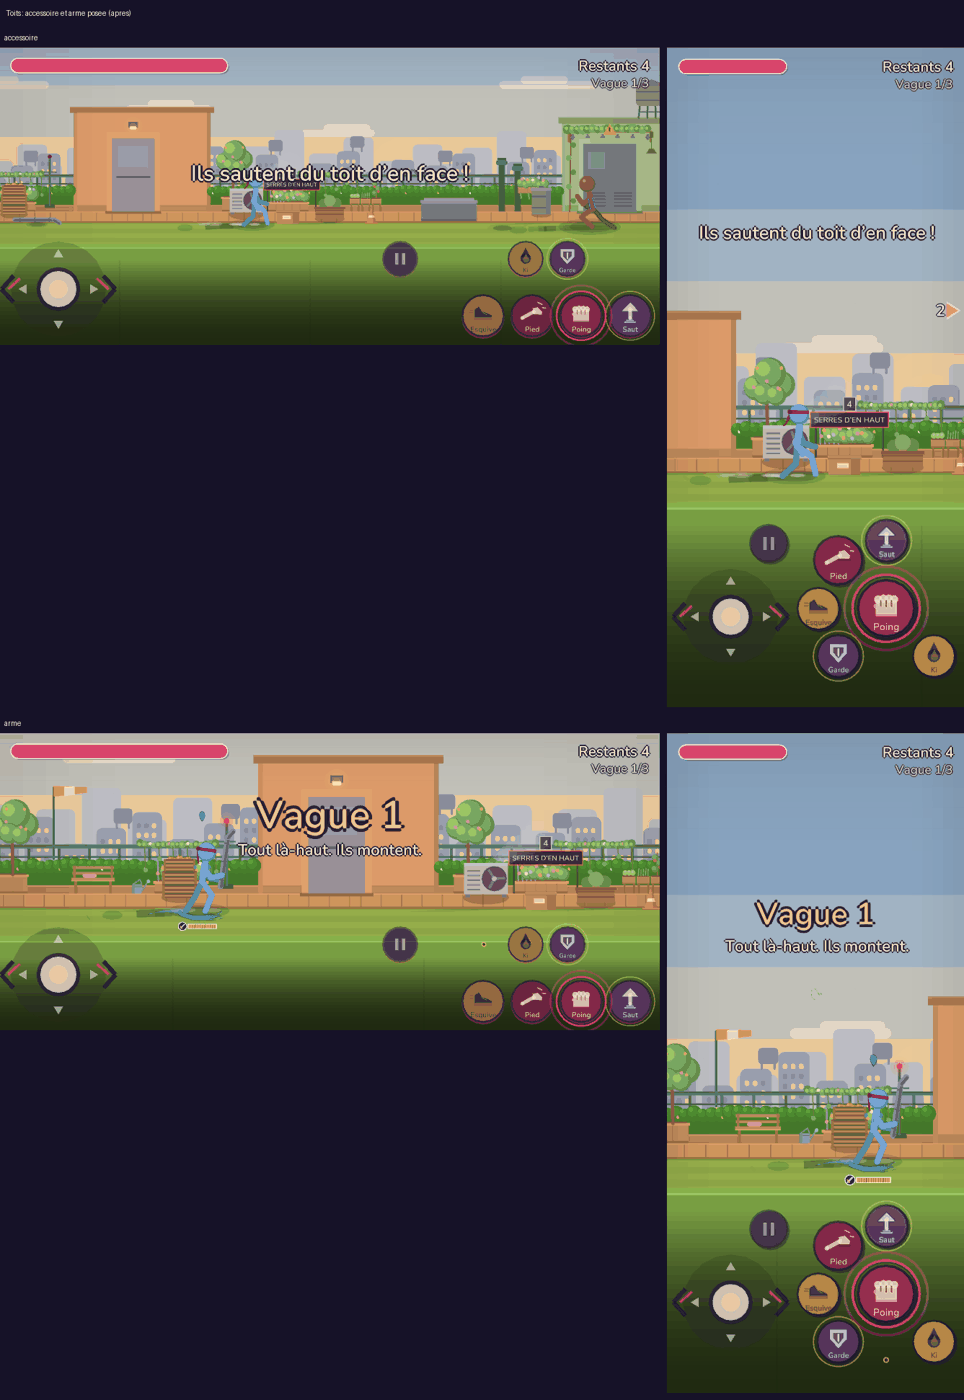 Toits: accessoire et arme posee (apres)
accessoire
Restants 4
Vague 1/3
Ils sautent du toit d'en face !
SERRES D'EN HAUT
Ki
Garde
Esquive
Pied
Poing
Saut
Restants 4
Vague 1/3
Ils sautent du toit d'en face !
2
4
SERRES D'EN HAUT
Saut
Pied
Esquive
Poing
Garde
Ki
arme
Restants 4
Vague 1/3
Vague 1
Tout là-haut. Ils montent.
4
SERRES D'EN HAUT
Ki
Garde
Esquive
Pied
Poing
Saut
Restants 4
Vague 1/3
Vague 1
Tout là-haut. Ils montent.
Saut
Pied
Esquive
Poing
Garde
Ki